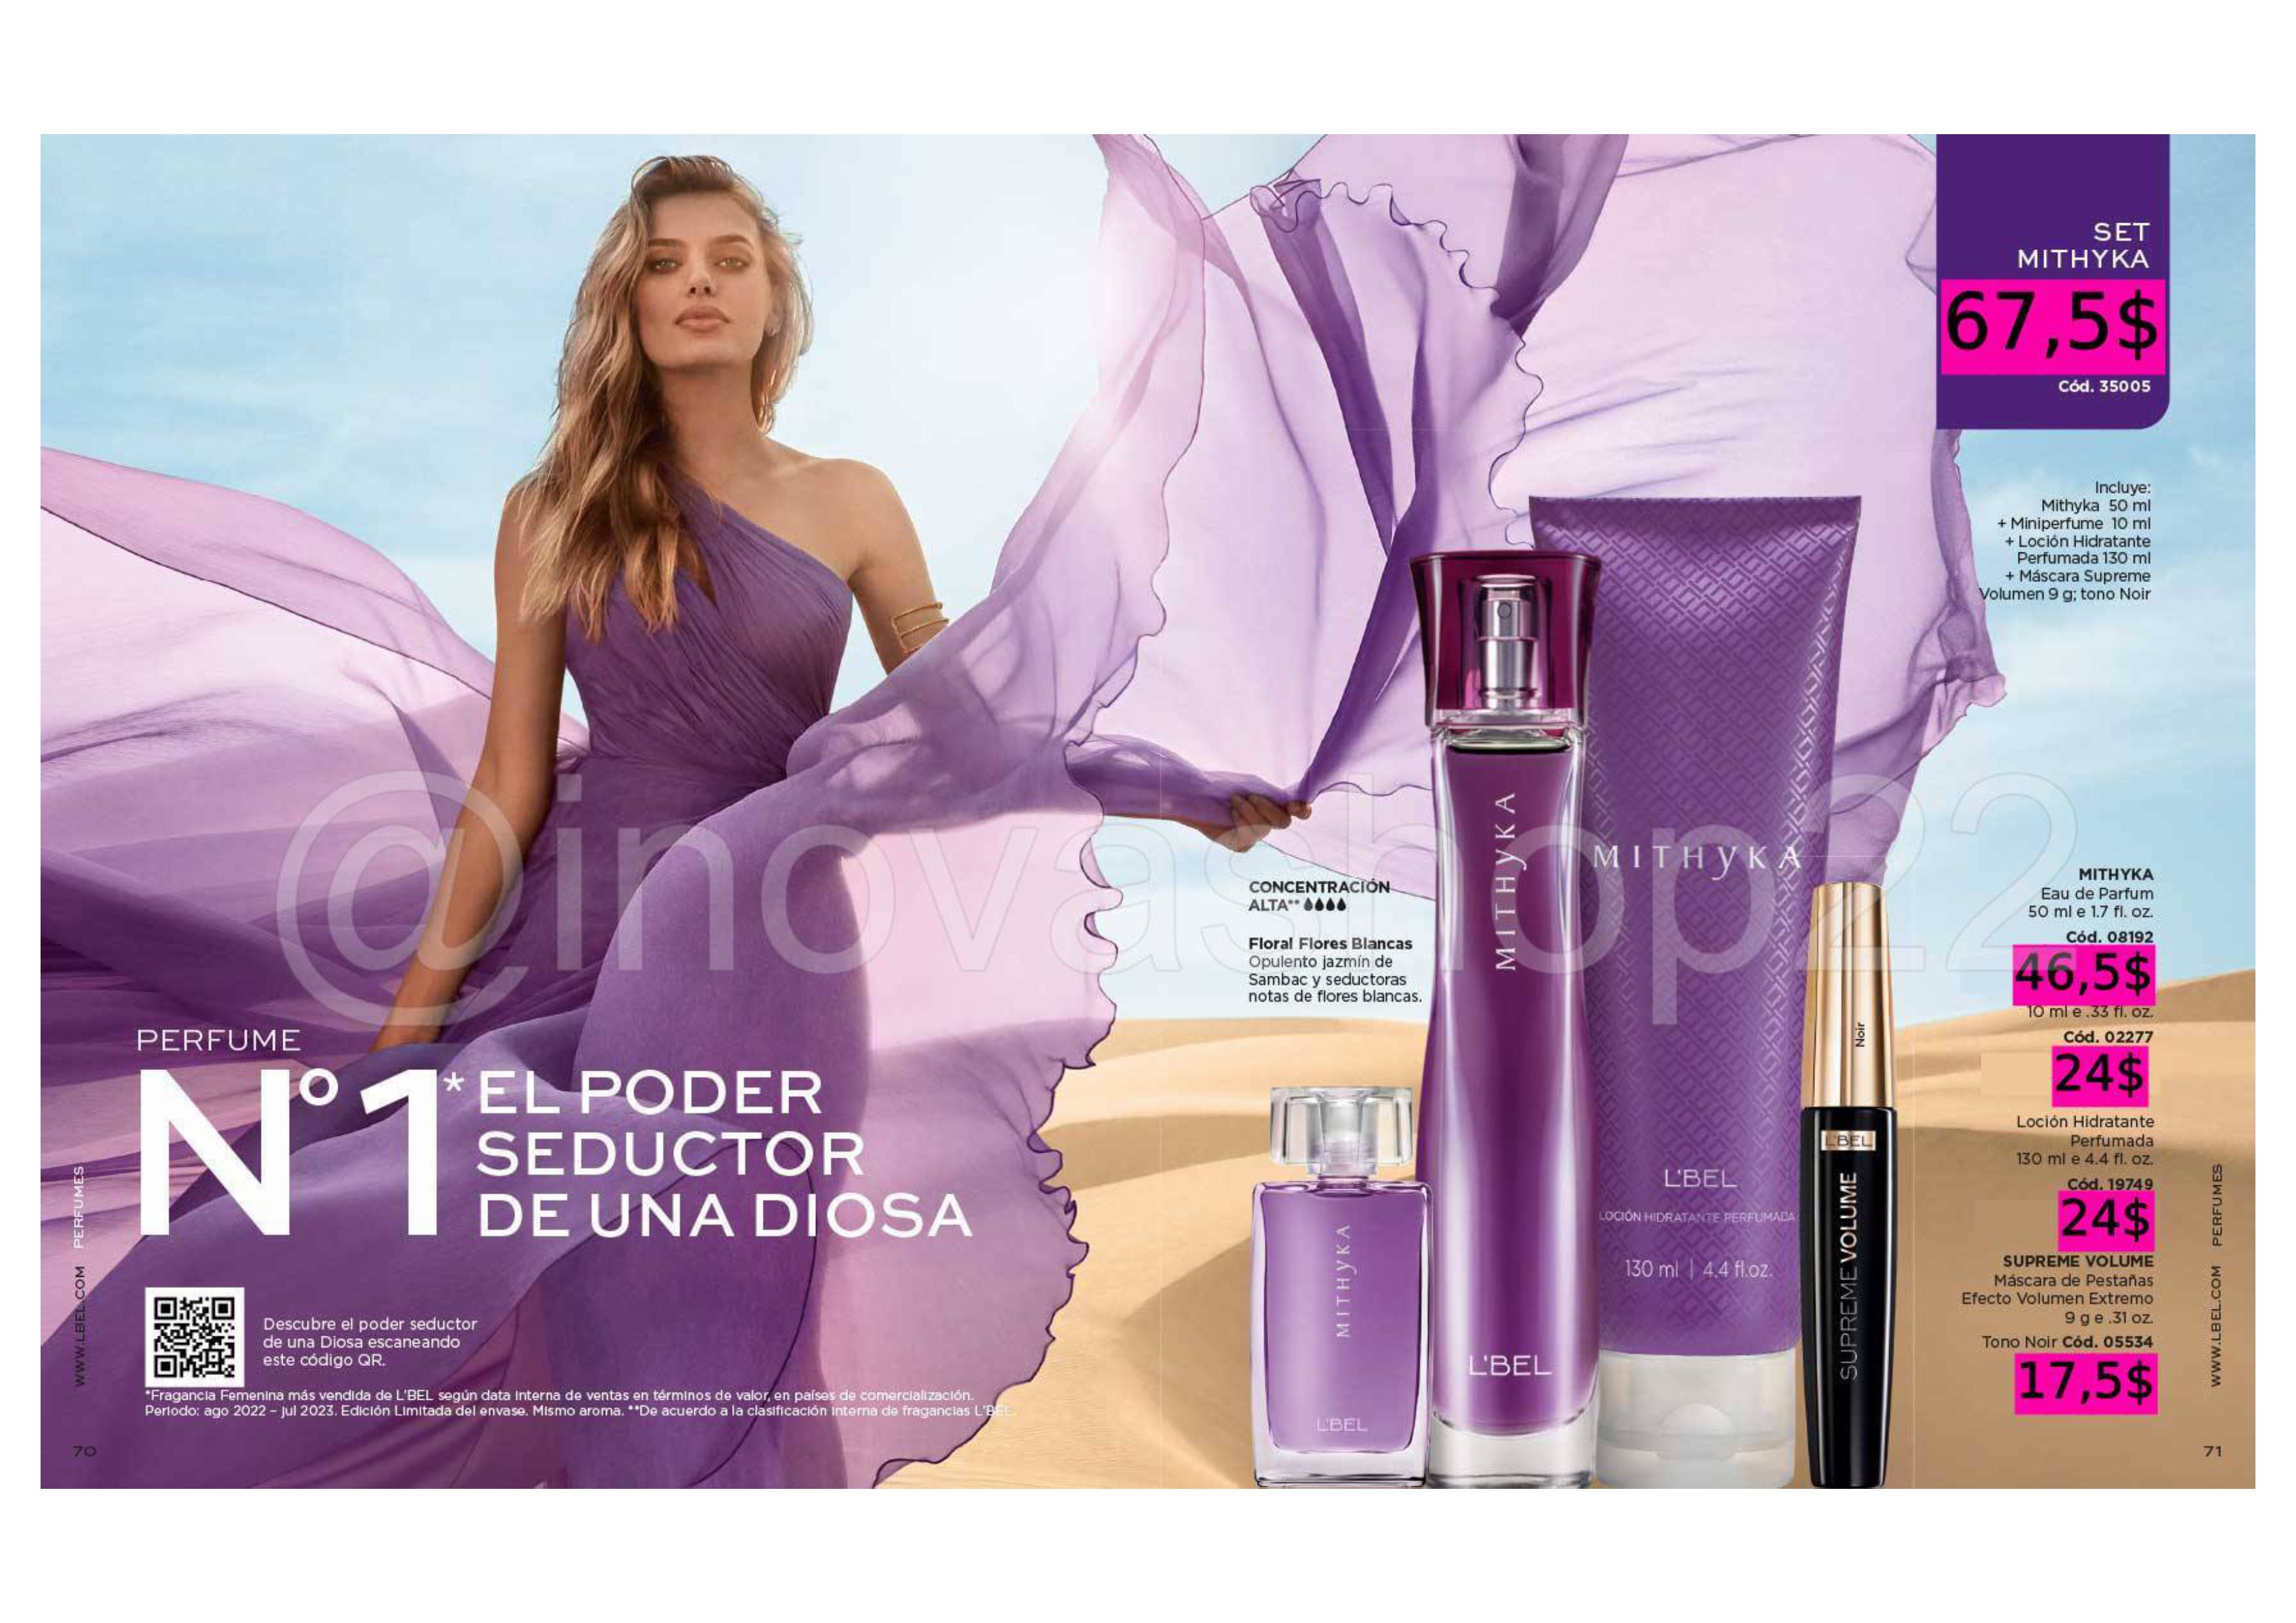 PERFUME
N°1* EL PODER
SEDUCTOR
DE UNA DIOSA
Descubre el poder seductor
de una Diosa escaneando
este código QR.
*Fragancia Femenina más vendida de L'BEL según data interna de ventas en términos de valor, en países de comercialización.
Periodo: ago 2022 – jul 2023. Edición Limitada del envase. Mismo aroma. **De acuerdo a la clasificación interna de fragancias L'BEL.
WWW.LBEL.COM PERFUMES
70
@inovashop22
CONCENTRACIÓN
ALTA**
Floral Flores Blancas
Opulento jazmín de
Sambac y seductoras
notas de flores blancas.
MITHYKA
L'BEL
MITHYKA
L'BEL
MITHYKA
L'BEL
LOCIÓN HIDRATANTE PERFUMADA
130 ml | 4.4 fl.oz.
Noir
L'BEL
SUPREME VOLUME
SET
MITHYKA
67,5$
Cód. 35005
Incluye:
Mithyka 50 ml
+ Miniperfume 10 ml
+ Loción Hidratante
Perfumada 130 ml
+ Máscara Supreme
Volumen 9 g; tono Noir
MITHYKA
Eau de Parfum
50 ml e 1.7 fl. oz.
Cód. 08192
46,5$
10 ml e .33 fl. oz.
Cód. 02277
24$
Loción Hidratante
Perfumada
130 ml e 4.4 fl. oz.
Cód. 19749
24$
SUPREME VOLUME
Máscara de Pestañas
Efecto Volumen Extremo
9 g e .31 oz.
Tono Noir Cód. 05534
17,5$
WWW.LBEL.COM PERFUMES
71